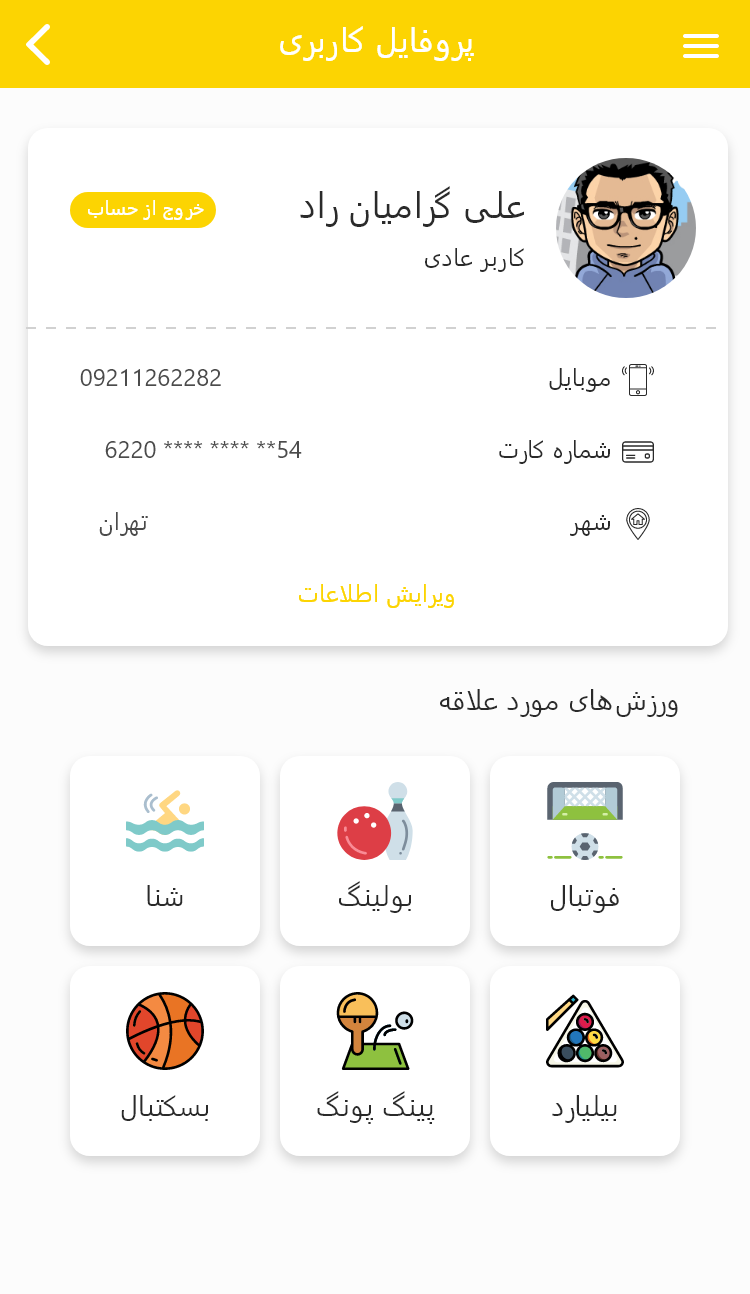 پروفایل کاربری
علی گرامیان راد
خروج از حساب
کاربر عادی
موبایل 09211262282
شماره کارت 6220 **** **** **54
شهر تهران
ویرایش اطلاعات
ورزش‌های مورد علاقه
فوتبال بولینگ شنا
بیلیارد پینگ پونگ بسکتبال